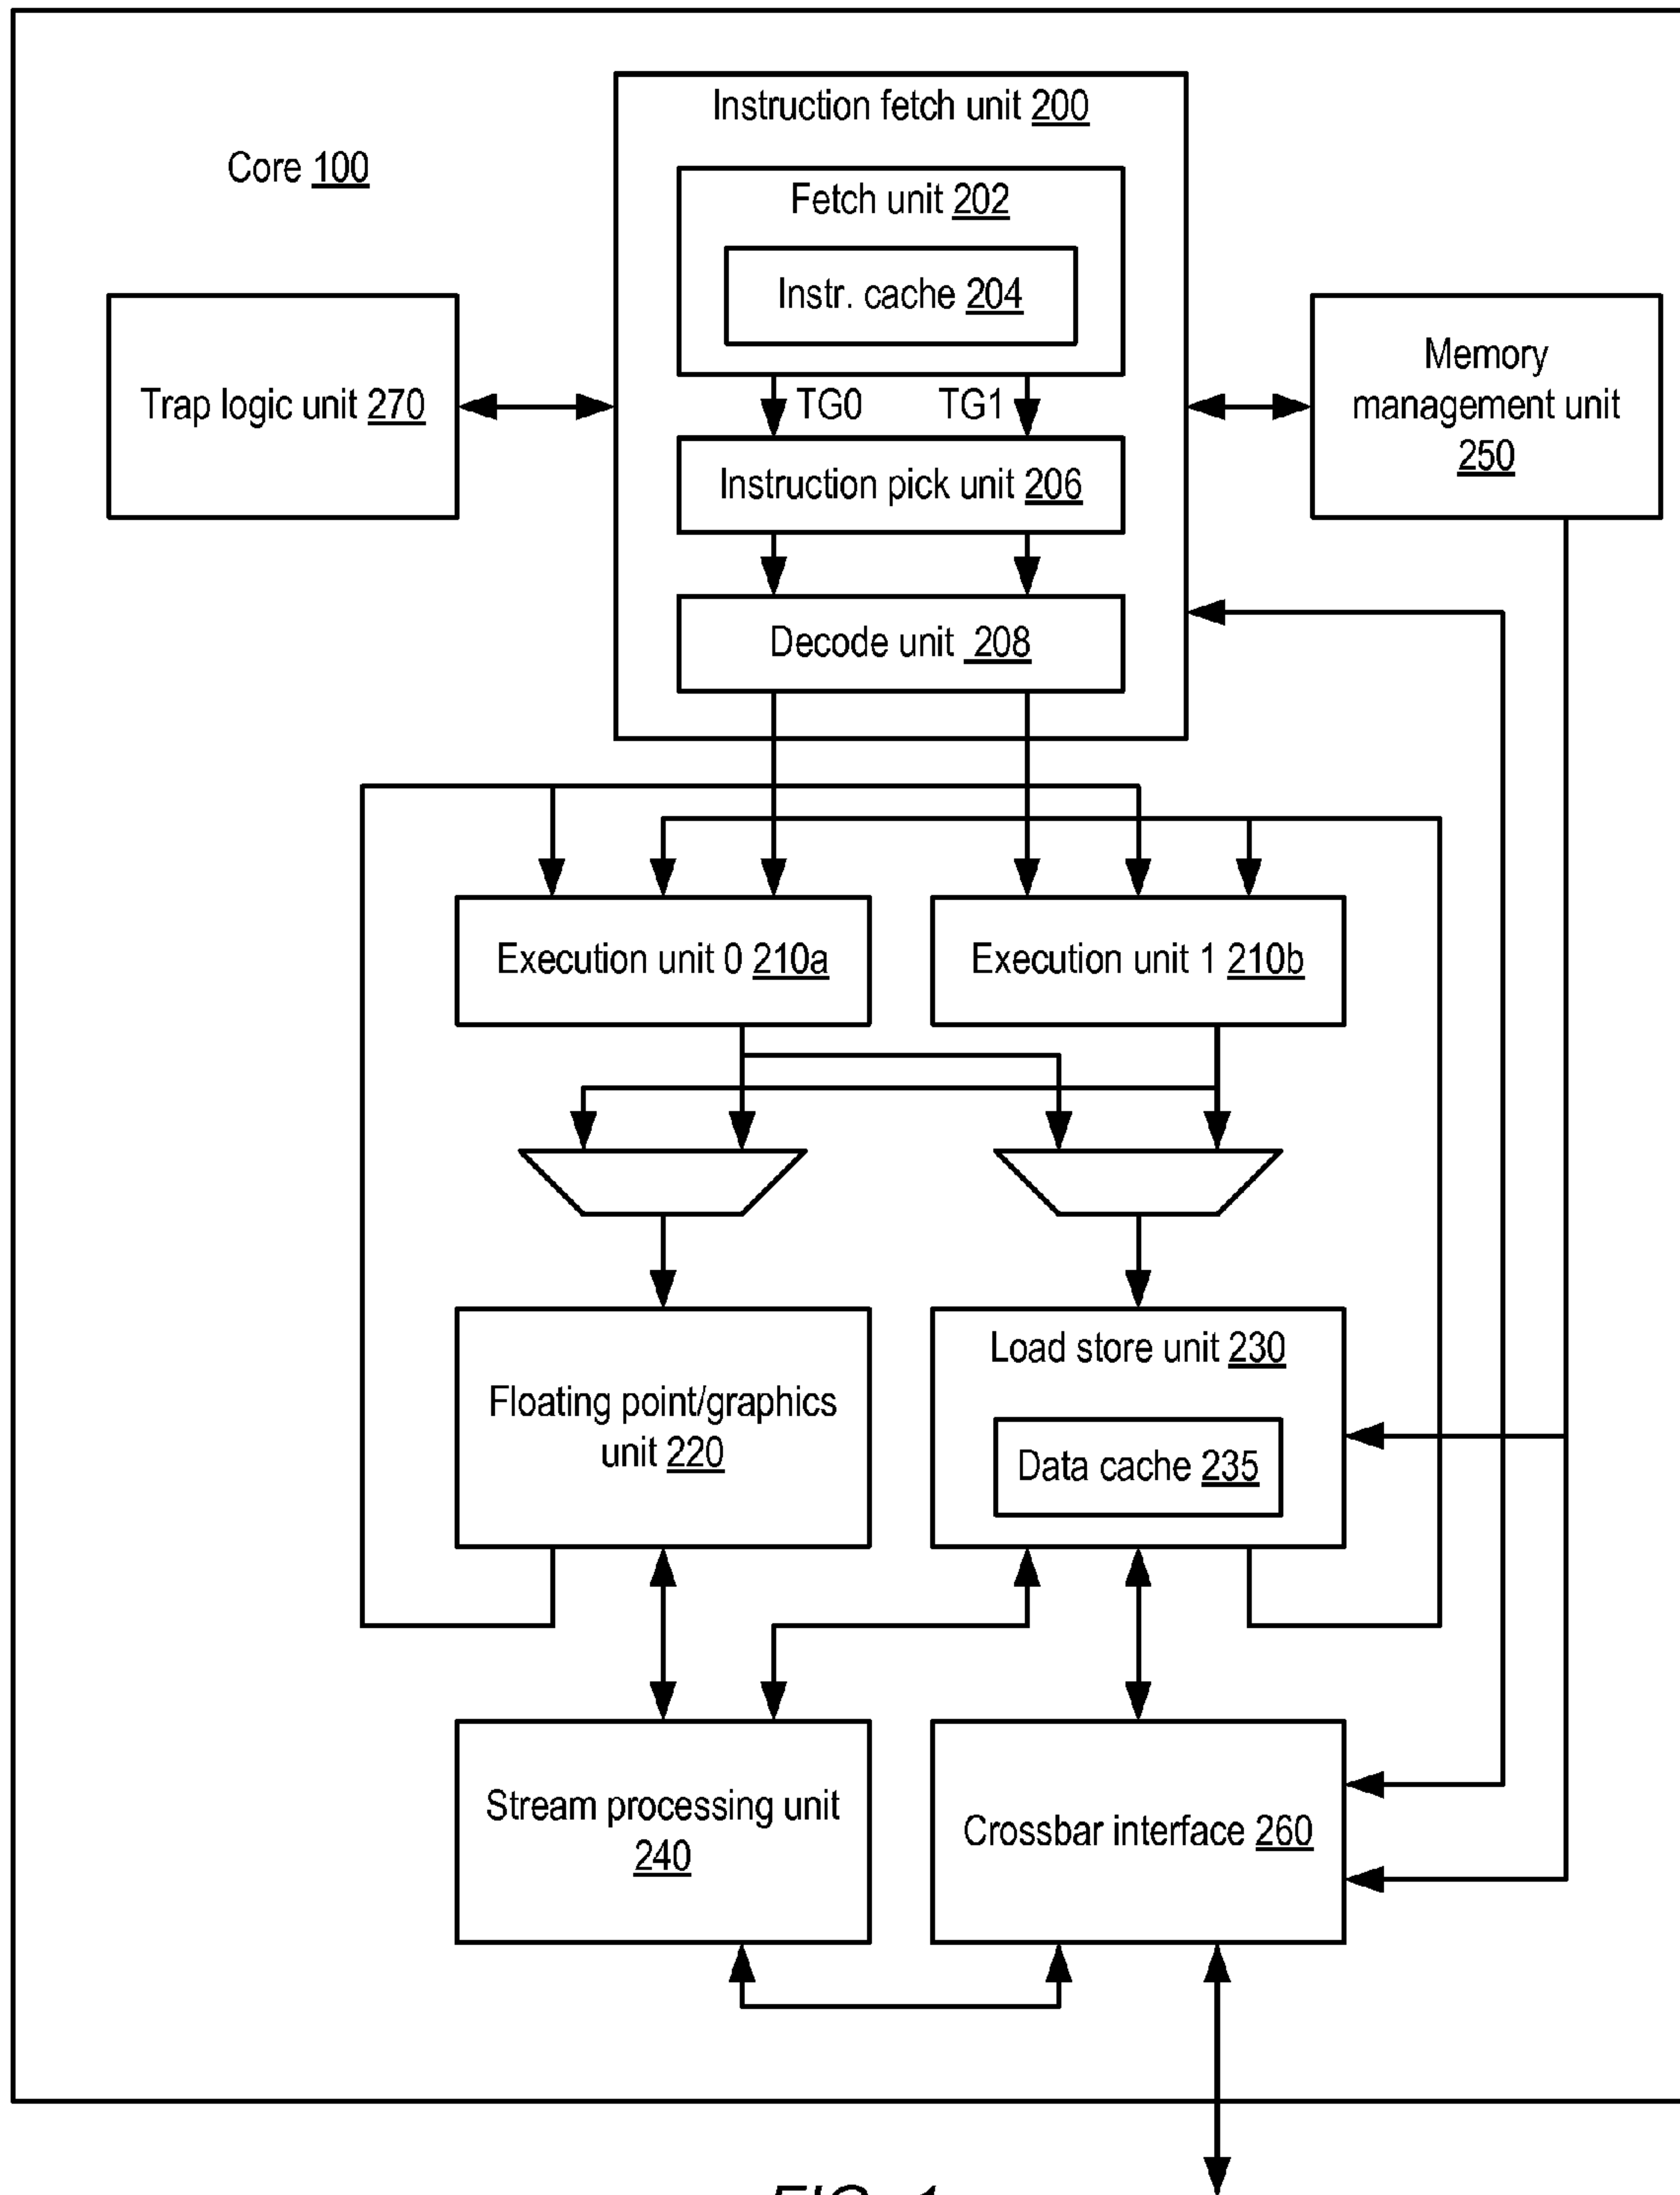 Instruction fetch unit 200
Core 100
Fetch unit 202
Instr. cache 204
Trap logic unit 270
TG0 TG1
Memory
management unit
250
Instruction pick unit 206
Decode unit 208
Execution unit 0 210a
Execution unit 1 210b
Floating point/graphics
unit 220
Load store unit 230
Data cache 235
Stream processing unit
240
Crossbar interface 260
FIG. 1